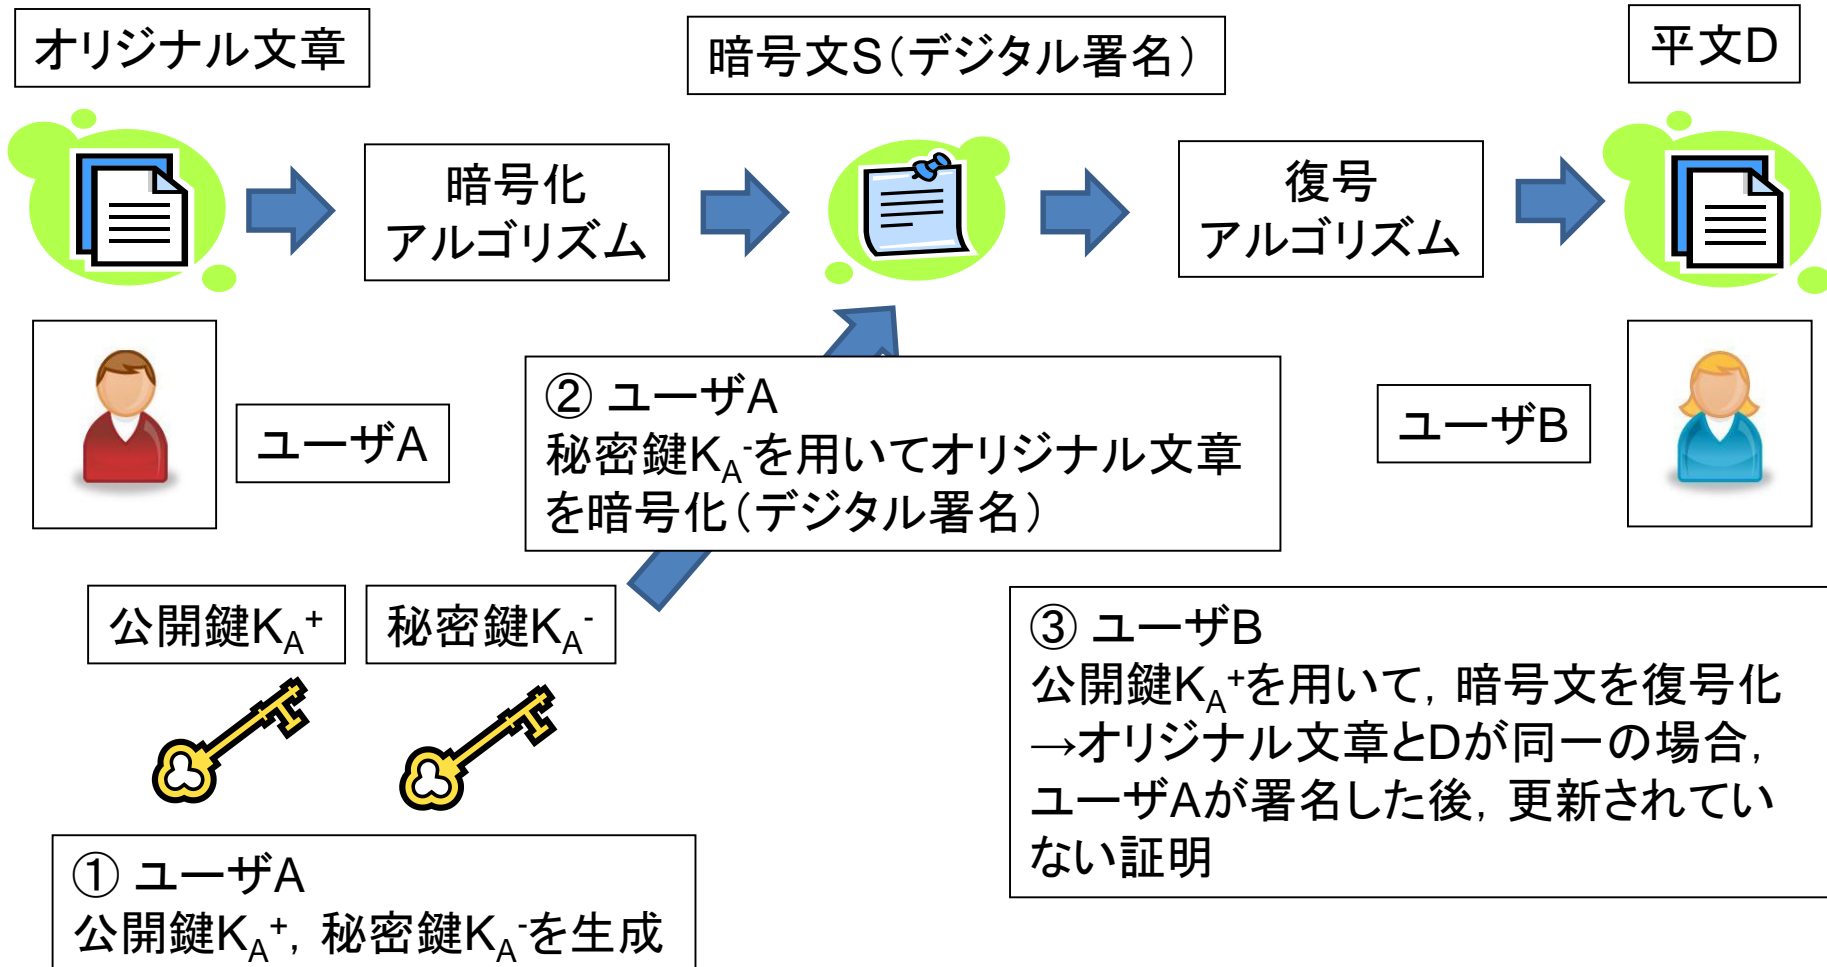 オリジナル文章
暗号文S(デジタル署名)
平文D
暗号化
アルゴリズム
復号
アルゴリズム
ユーザA
② ユーザA
秘密鍵K_A^-を用いてオリジナル文章
を暗号化(デジタル署名)
ユーザB
公開鍵K_A^+
秘密鍵K_A^-
③ ユーザB
公開鍵K_A^+を用いて，暗号文を復号化
→オリジナル文章とDが同一の場合，
ユーザAが署名した後，更新されてい
ない証明
① ユーザA
公開鍵K_A^+，秘密鍵K_A^-を生成